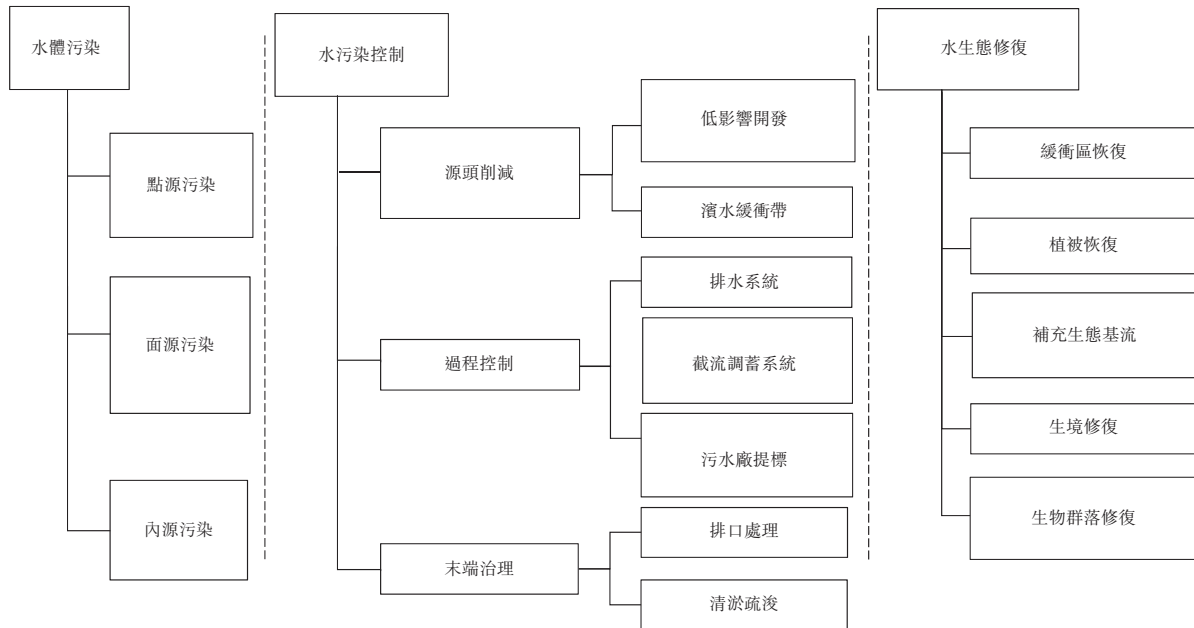 水體污染
點源污染
面源污染
內源污染
水污染控制
源頭削減
低影響開發
濱水緩衝帶
過程控制
排水系統
截流調蓄系統
污水廠提標
末端治理
排口處理
清淤疏浚
水生態修復
緩衝區恢復
植被恢復
補充生態基流
生境修復
生物群落修復